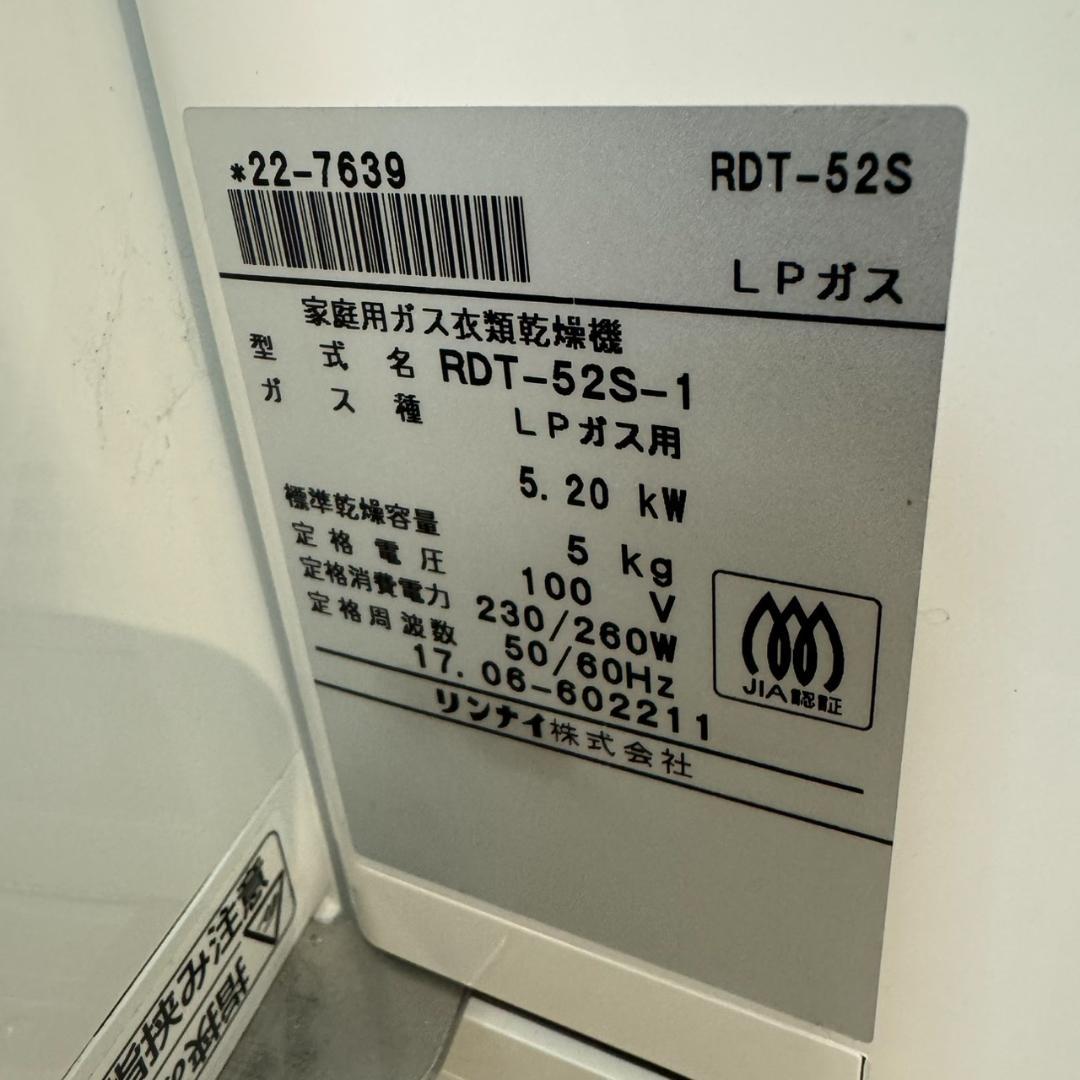 *22-7639
RDT-52S
LPガス
家庭用ガス衣類乾燥機
型式名 RDT-52S-1
ガス種 LPガス用
5.20 kW
標準乾燥容量 5 kg
定格電圧 100 V
定格消費電力 230/260W
定格周波数 50/60Hz
17.06-602211
リンナイ株式会社
JIA認証
指挟み注意
指挟み